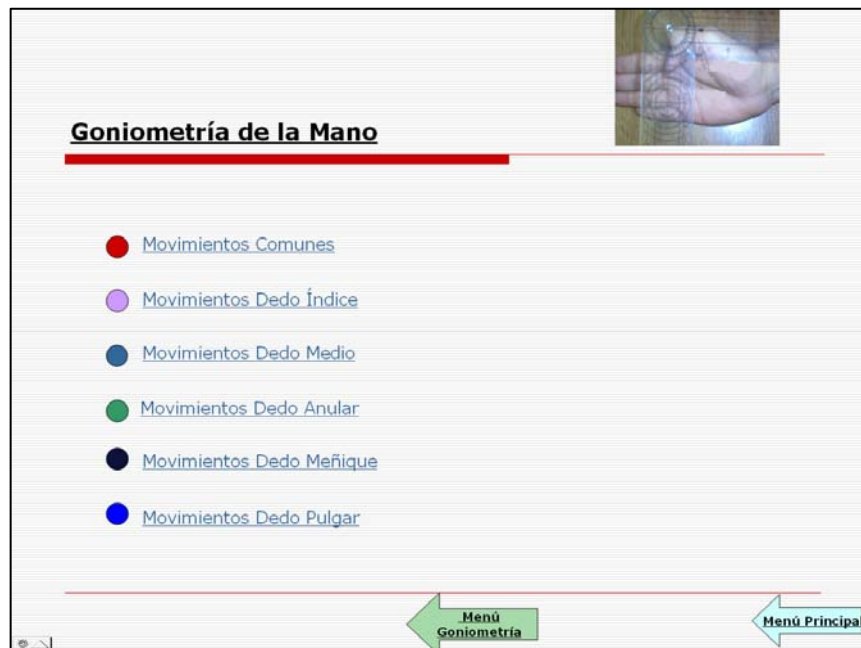 Goniometría de la Mano
Movimientos Comunes
Movimientos Dedo Índice
Movimientos Dedo Medio
Movimientos Dedo Anular
Movimientos Dedo Meñique
Movimientos Dedo Pulgar
Menú
Goniometría
Menú Principal